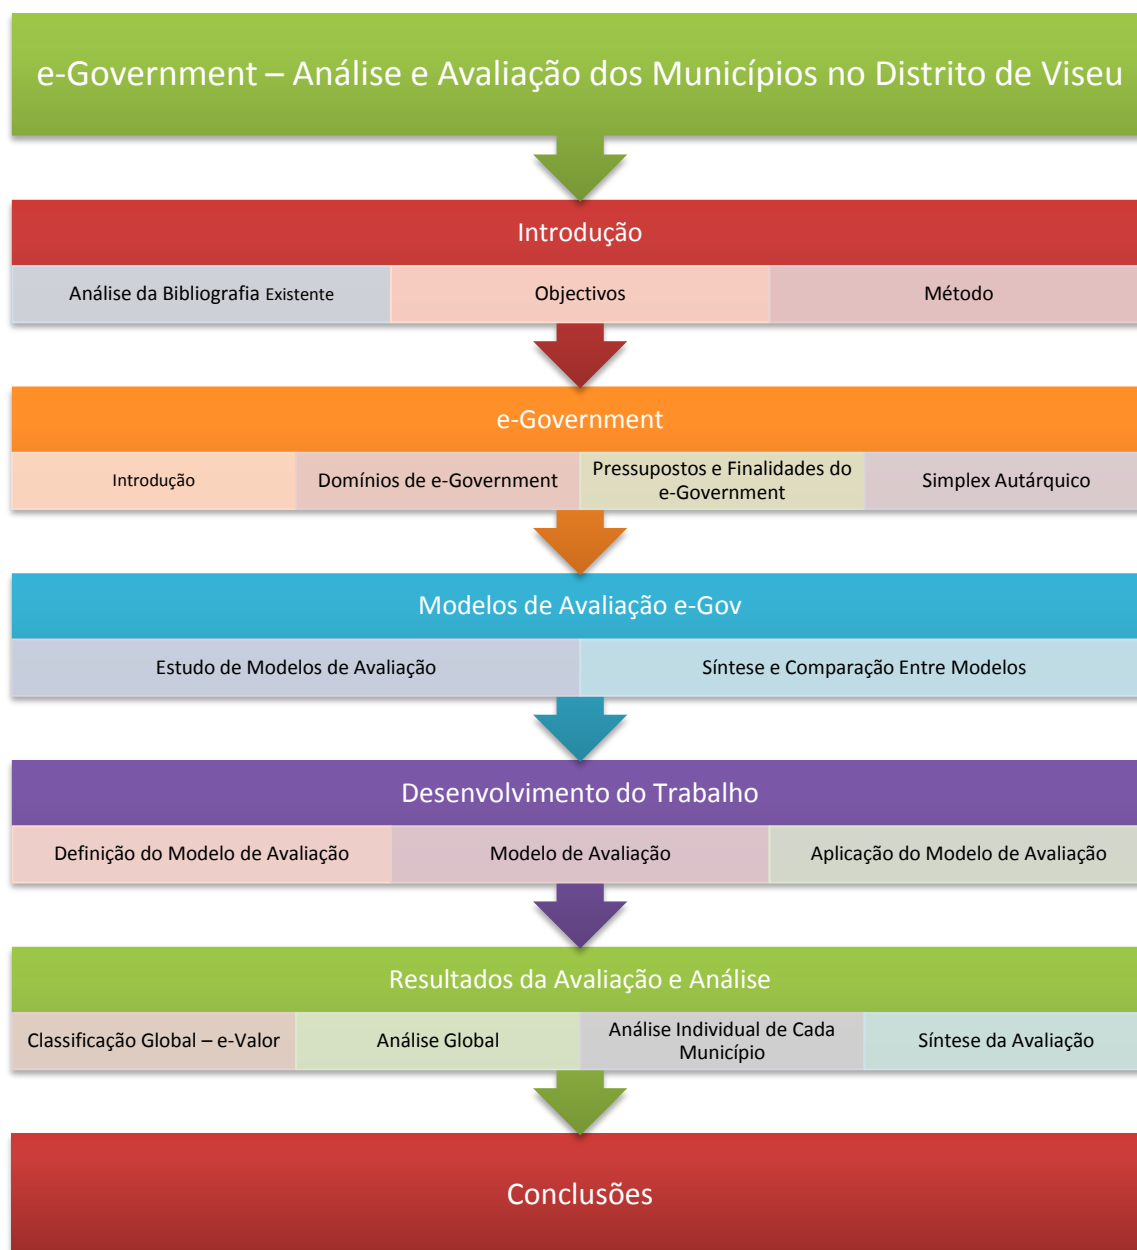 e-Government – Análise e Avaliação dos Municípios no Distrito de Viseu
Introdução
Análise da Bibliografia Existente
Objectivos
Método
e-Government
Introdução
Domínios de e-Government
Pressupostos e Finalidades do
e-Government
Simplex Autárquico
Modelos de Avaliação e-Gov
Estudo de Modelos de Avaliação
Síntese e Comparação Entre Modelos
Desenvolvimento do Trabalho
Definição do Modelo de Avaliação
Modelo de Avaliação
Aplicação do Modelo de Avaliação
Resultados da Avaliação e Análise
Classificação Global – e-Valor
Análise Global
Análise Individual de Cada
Município
Síntese da Avaliação
Conclusões